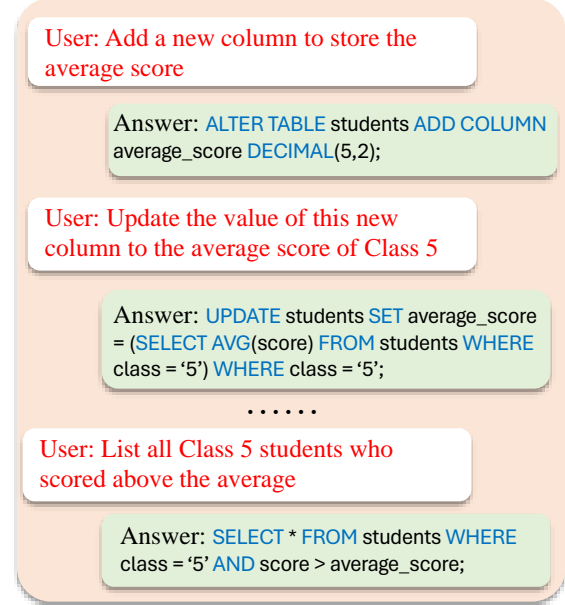 User: Add a new column to store the
average score
Answer: ALTER TABLE students ADD COLUMN
average_score DECIMAL(5,2);
User: Update the value of this new
column to the average score of Class 5
Answer: UPDATE students SET average_score
= (SELECT AVG(score) FROM students WHERE
class = ‘5’) WHERE class = ‘5’;
······
User: List all Class 5 students who
scored above the average
Answer: SELECT * FROM students WHERE
class = ‘5’ AND score > average_score;